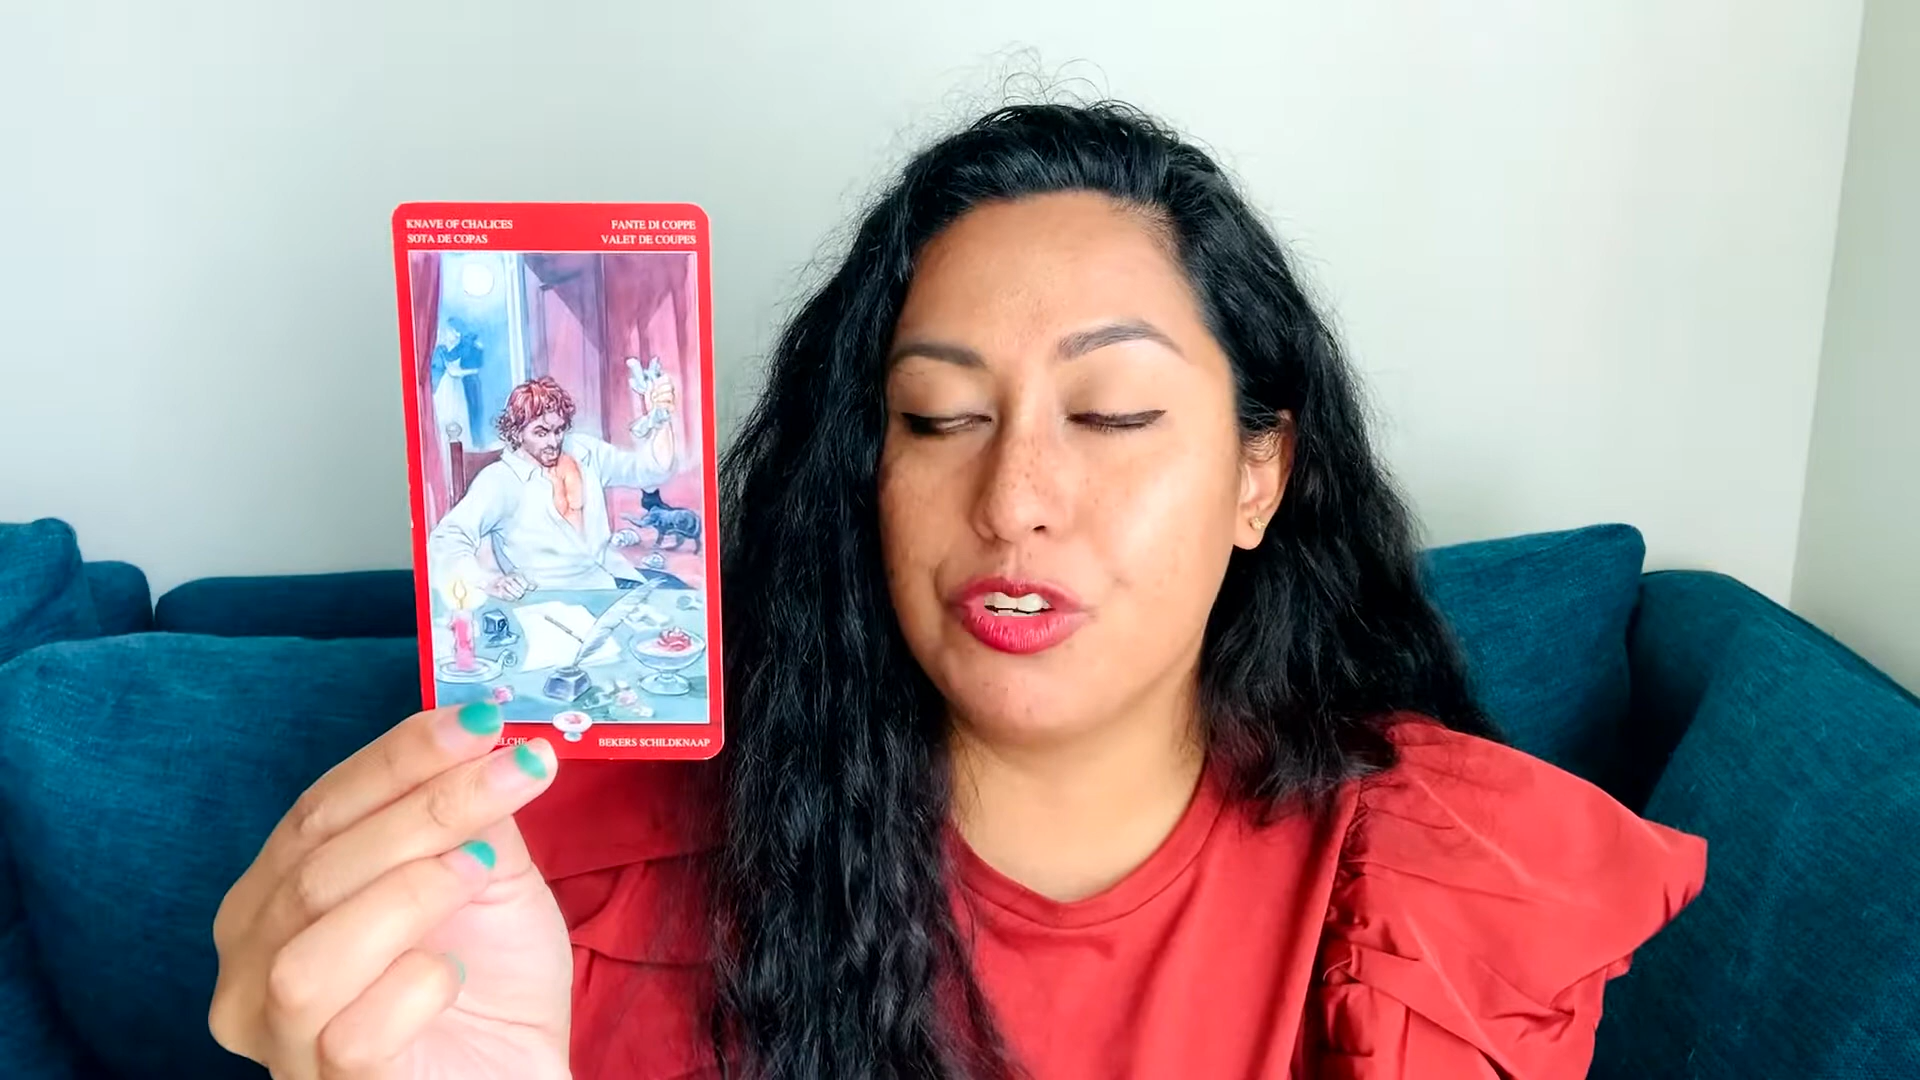 KNAVE OF CHALICES
SOTA DE COPAS
FANTE DI COPPE
VALET DE COUPES
BEKERS SCHILDKNAAP